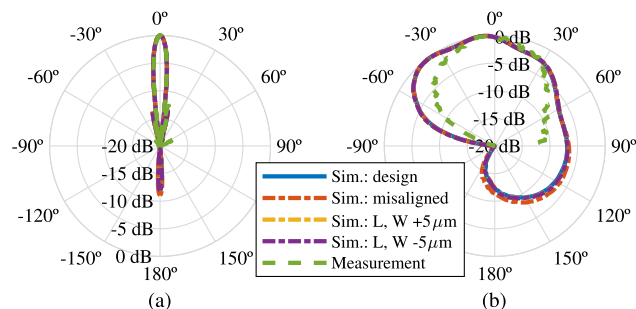 0º
-30º
30º
-60º
60º
-90º
90º
-120º
120º
-150º
150º
180º
-20 dB
-15 dB
-10 dB
-5 dB
0 dB
(a)
0º
-30º
30º
-60º
60º
-90º
90º
120º
150º
180º
0 dB
-5 dB
-10 dB
-15 dB
-20 dB
(b)
Sim.: design
Sim.: misaligned
Sim.: L, W +5μm
Sim.: L, W -5μm
Measurement